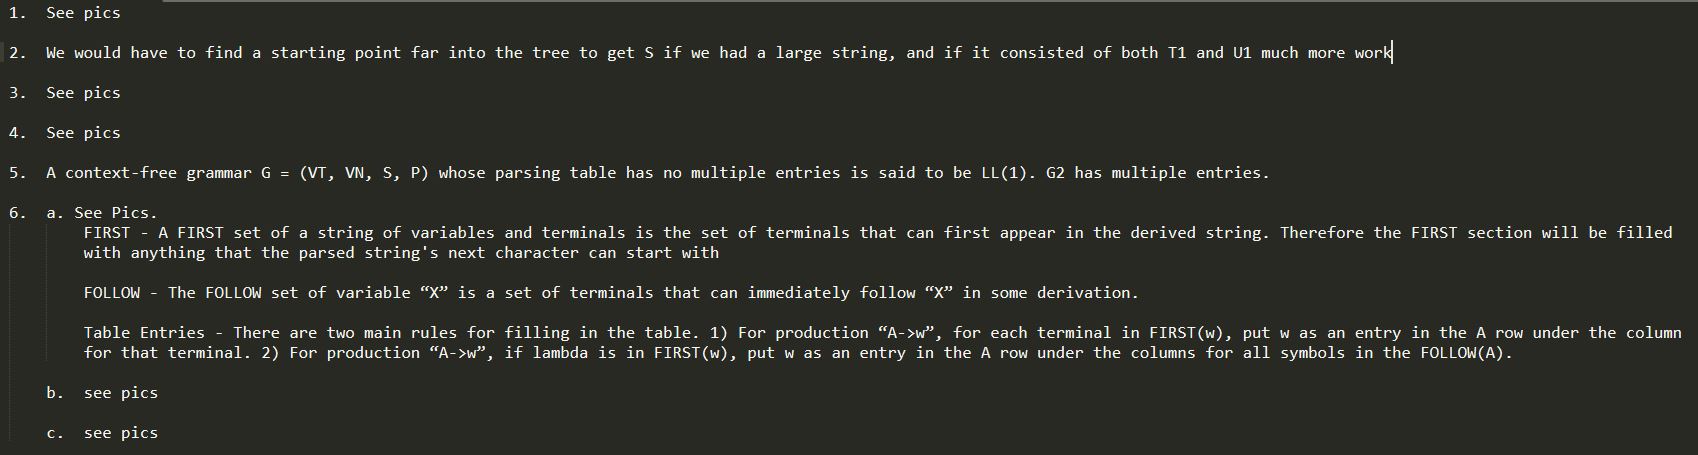 1. See pics
2. We would have to find a starting point far into the tree to get S if we had a large string, and if it consisted of both T1 and U1 much more work
3. See pics
4. See pics
5. A context-free grammar G = (VT, VN, S, P) whose parsing table has no multiple entries is said to be LL(1). G2 has multiple entries.
6. a. See Pics.
FIRST - A FIRST set of a string of variables and terminals is the set of terminals that can first appear in the derived string. Therefore the FIRST section will be filled
with anything that the parsed string's next character can start with
FOLLOW - The FOLLOW set of variable “X” is a set of terminals that can immediately follow “X” in some derivation.
Table Entries - There are two main rules for filling in the table. 1) For production “A->w”, for each terminal in FIRST(w), put w as an entry in the A row under the column
for that terminal. 2) For production “A->w”, if lambda is in FIRST(w), put w as an entry in the A row under the columns for all symbols in the FOLLOW(A).
b. see pics
c. see pics